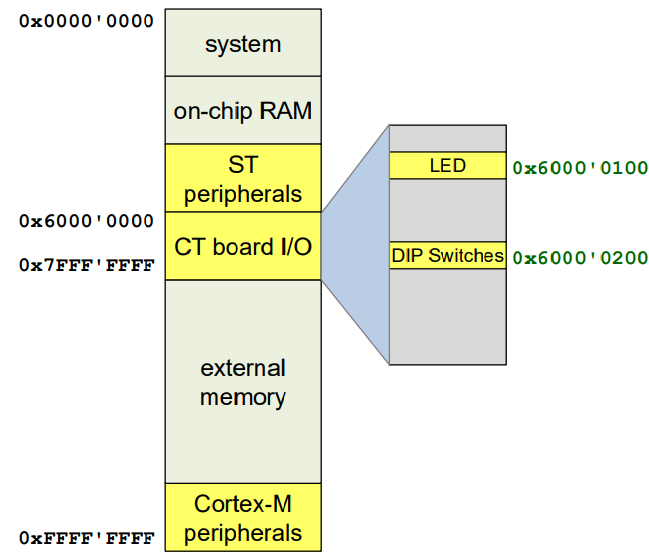 0x0000'0000
system
on-chip RAM
ST
peripherals
0x6000'0000
CT board I/O
0x7FFF'FFFF
external
memory
Cortex-M
peripherals
0xFFFF'FFFF
LED
0x6000'0100
DIP Switches
0x6000'0200